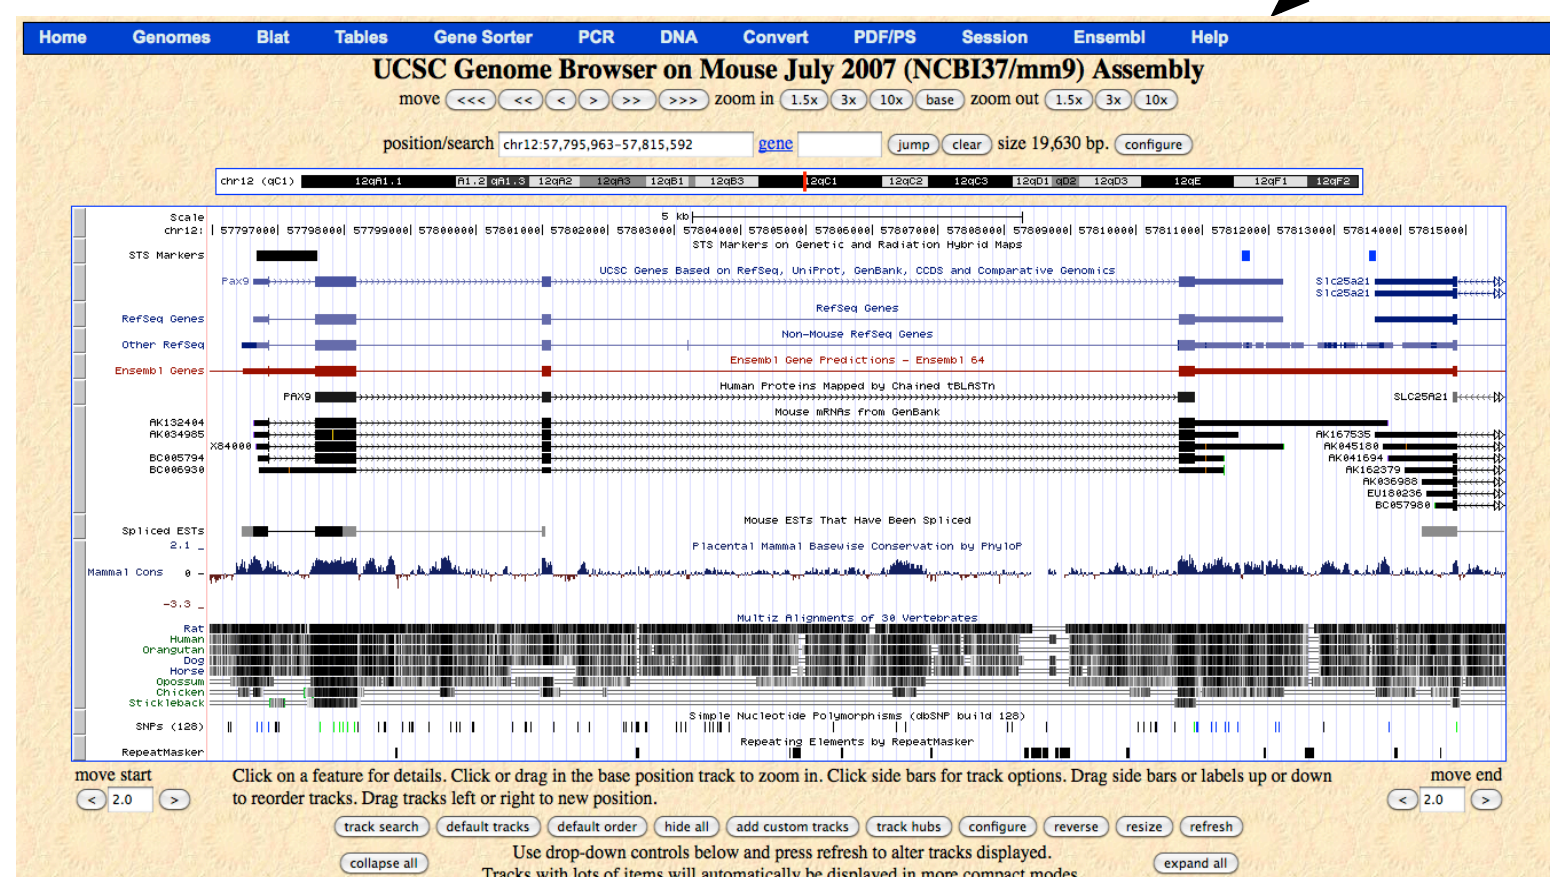 Home Genomes Blat Tables Gene Sorter PCR DNA Convert PDF/PS Session Ensembl Help
UCSC Genome Browser on Mouse July 2007 (NCBI37/mm9) Assembly
move <<< << < > >> >>> zoom in 1.5x 3x 10x base zoom out 1.5x 3x 10x
position/search chr12:57,795,963-57,815,592 gene jump clear size 19,630 bp. configure
chr12 (qC1) 12qA1.1 A1.2 qA1.3 12qA2 12qA3 12qB1 12qB3 12qC1 12qC2 12qC3 12qD1 qD2 12qD3 12qE 12qF1 12qF2
Scale 5 kb
chr12: 57797000 57798000 57799000 57800000 57801000 57802000 57803000 57804000 57805000 57806000 57807000 57808000 57809000 57810000 57811000 57812000 57813000 57814000 57815000
STS Markers on Genetic and Radiation Hybrid Maps
STS Markers
UCSC Genes Based on RefSeq, UniProt, GenBank, CCDS and Comparative Genomics
Pax9 Slc25a21
Slc25a21
RefSeq Genes
RefSeq Genes
Non-Mouse RefSeq Genes
Other RefSeq
Ensembl Gene Predictions - Ensembl 64
Ensembl Genes
Human Proteins Mapped by Chained tBLASTn
PAX9 SLC25A21
Mouse mRNAs from GenBank
AK132404
AK034985 AK167535
X84000 AK045180
BC005794 AK041694
BC006930 AK162379
AK036988
EU180236
BC057980
Mouse ESTs That Have Been Spliced
Spliced ESTs
Placental Mammal Basewise Conservation by PhyloP
2.1 _
Mammal Cons 0 -
-3.3 _
Multiz Alignments of 30 Vertebrates
Rat
Human
Orangutan
Dog
Horse
Opossum
Chicken
Stickleback
Simple Nucleotide Polymorphisms (dbSNP build 128)
SNPs (128)
Repeating Elements by RepeatMasker
RepeatMasker
move start Click on a feature for details. Click or drag in the base position track to zoom in. Click side bars for track options. Drag side bars or labels up or down move end
< 2.0 > to reorder tracks. Drag tracks left or right to new position. < 2.0 >
track search default tracks default order hide all add custom tracks track hubs configure reverse resize refresh
collapse all Use drop-down controls below and press refresh to alter tracks displayed. expand all
Tracks with lots of items will automatically be displayed in more compact modes.